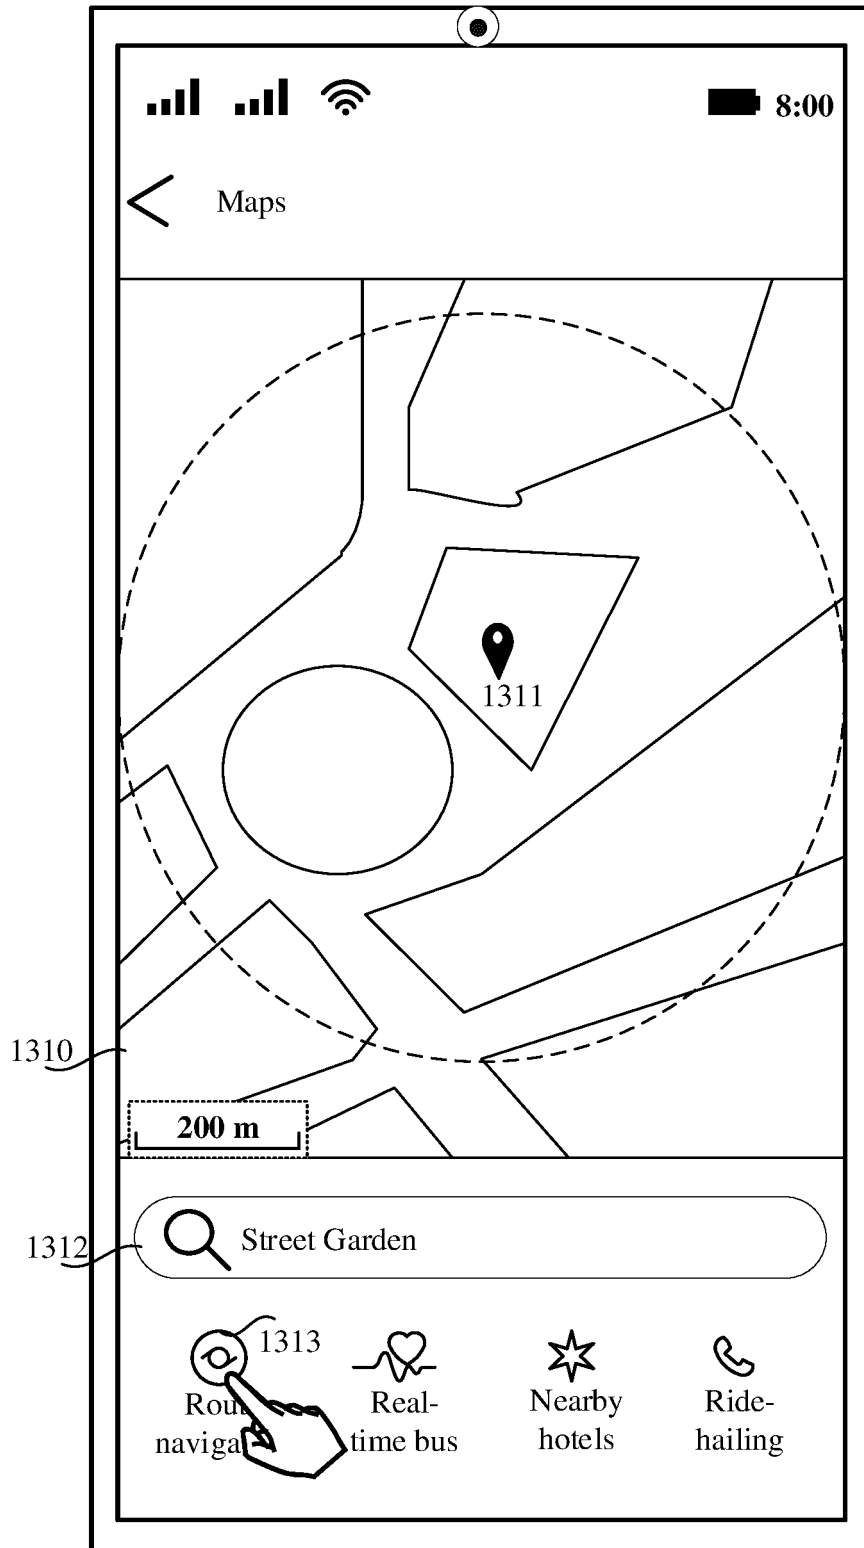 8:00
Maps
1311
1310
200 m
1312
Street Garden
1313
Real-
Nearby
Ride-
time bus
hotels
hailing